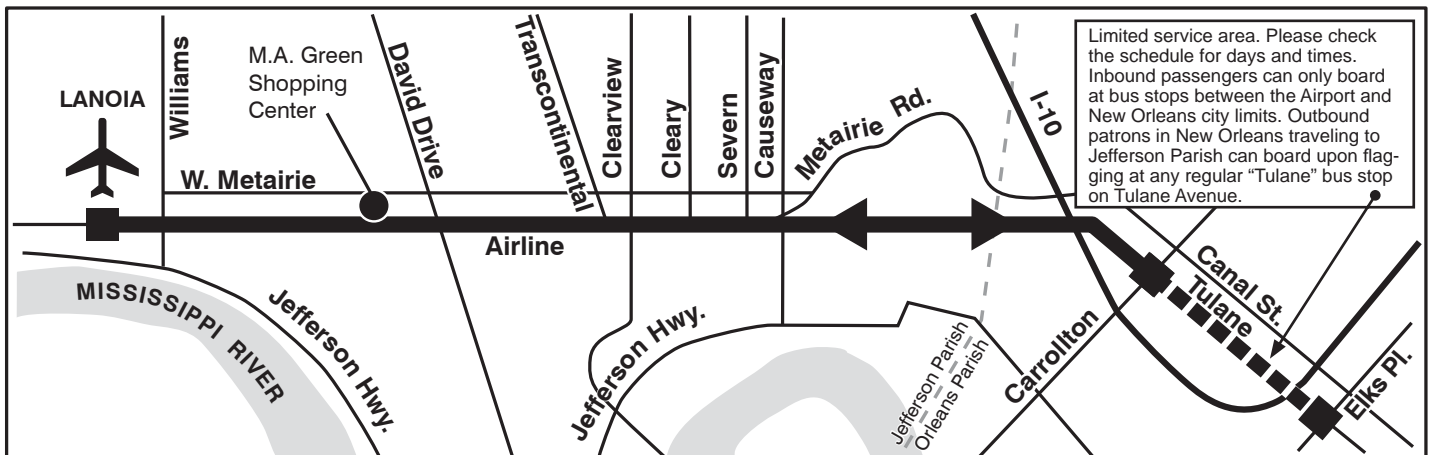 LANOIA
Williams
M.A. Green
Shopping
Center
David Drive
Transcontinental
Clearview
Cleary
Severn
Causeway
Metairie Rd.
I-10
Limited service area. Please check
the schedule for days and times.
Inbound passengers can only board
at bus stops between the Airport and
New Orleans city limits. Outbound
patrons in New Orleans traveling to
Jefferson Parish can board upon flag-
ging at any regular “Tulane” bus stop
on Tulane Avenue.
W. Metairie
Airline
MISSISSIPPI RIVER
Jefferson Hwy.
Jefferson Hwy.
Jefferson Parish
Orleans Parish
Carrollton
Canal St.
Tulane
Elks Pl.